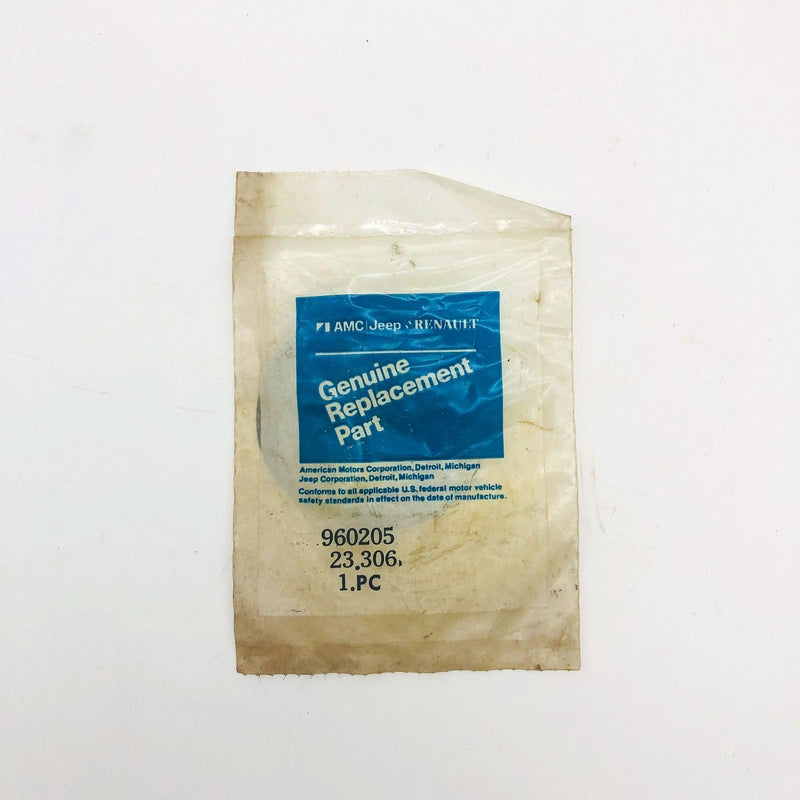 AMC | Jeep RENAULT
Genuine
Replacement
Part
American Motors Corporation, Detroit, Michigan
Jeep Corporation, Detroit, Michigan
Conforms to all applicable U.S. federal motor vehicle
safety standards in effect on the date of manufacture.
960205
23.306.
1.PC